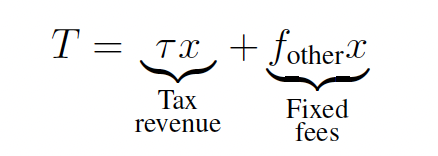 T = τx + f_other x
Tax
revenue
Fixed
fees